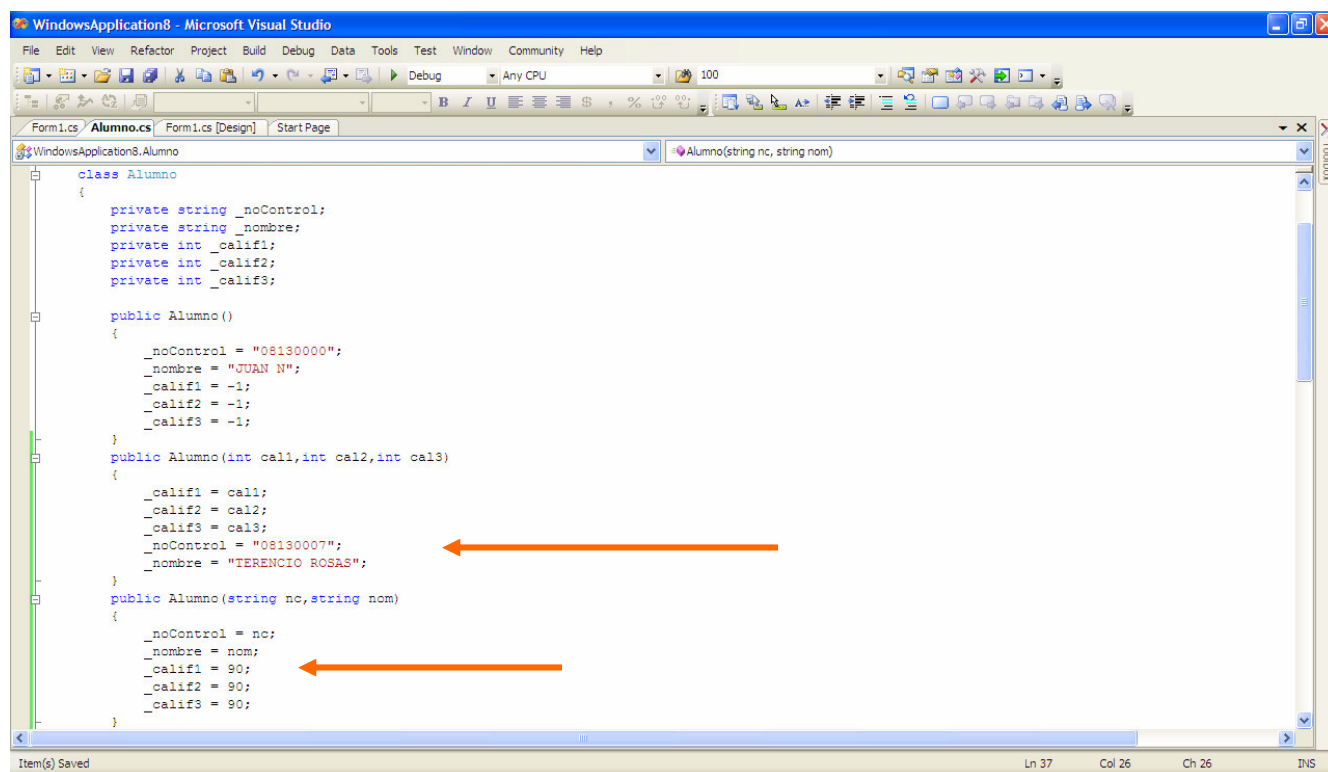 WindowsApplication8 - Microsoft Visual Studio
File Edit View Refactor Project Build Debug Data Tools Test Window Community Help
Debug Any CPU 100
B I U
Form1.cs Alumno.cs Form1.cs [Design] Start Page
WindowsApplication8.Alumno Alumno(string nc, string nom)
Toolbox
class Alumno
{
private string _noControl;
private string _nombre;
private int _calif1;
private int _calif2;
private int _calif3;
public Alumno()
{
_noControl = "08130000";
_nombre = "JUAN N";
_calif1 = -1;
_calif2 = -1;
_calif3 = -1;
}
public Alumno(int cal1,int cal2,int cal3)
{
_calif1 = cal1;
_calif2 = cal2;
_calif3 = cal3;
_noControl = "08130007";
_nombre = "TERENCIO ROSAS";
}
public Alumno(string nc,string nom)
{
_noControl = nc;
_nombre = nom;
_calif1 = 90;
_calif2 = 90;
_calif3 = 90;
}
Item(s) Saved Ln 37 Col 26 Ch 26 INS